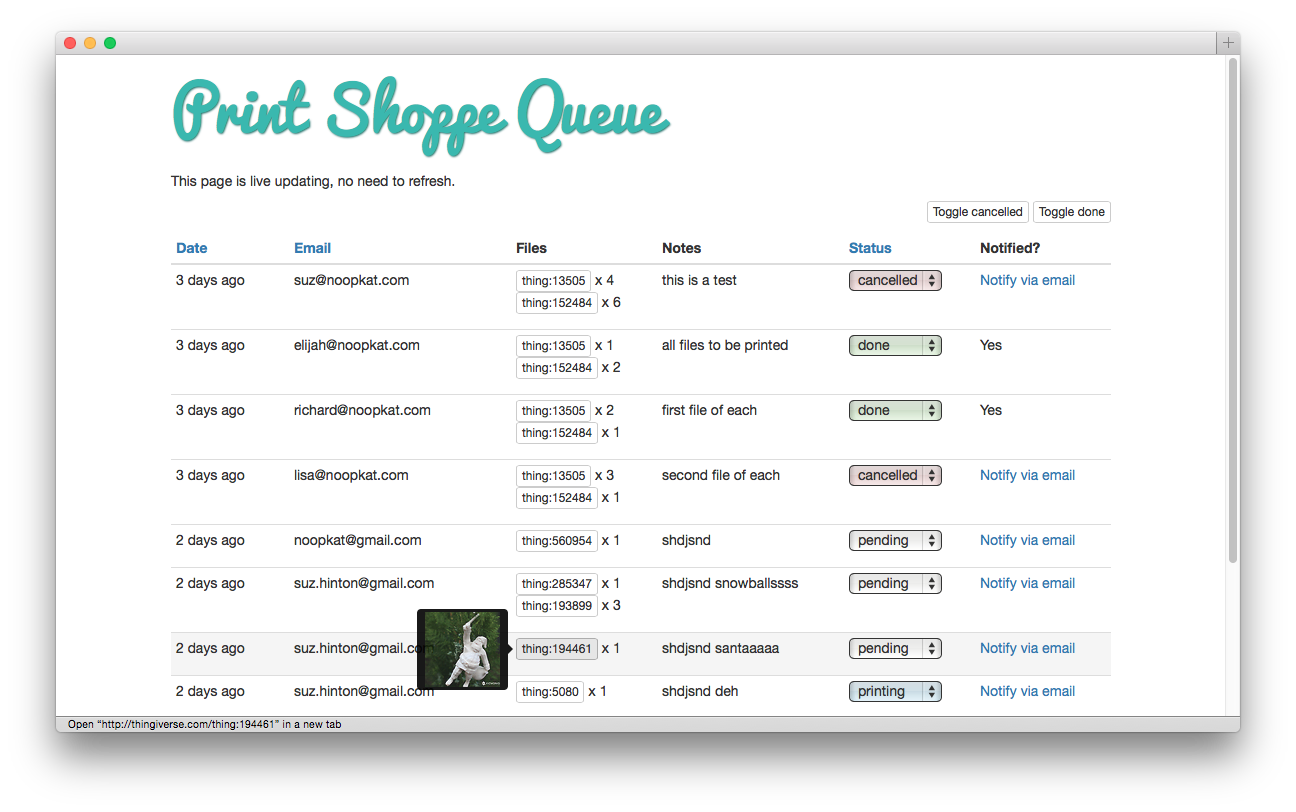 Print Shoppe Queue
This page is live updating, no need to refresh.
Toggle cancelled Toggle done
Date Email Files Notes Status Notified?
3 days ago suz@noopkat.com thing:13505 x 4 this is a test cancelled Notify via email
thing:152484 x 6
3 days ago elijah@noopkat.com thing:13505 x 1 all files to be printed done Yes
thing:152484 x 2
3 days ago richard@noopkat.com thing:13505 x 2 first file of each done Yes
thing:152484 x 1
3 days ago lisa@noopkat.com thing:13505 x 3 second file of each cancelled Notify via email
thing:152484 x 1
2 days ago noopkat@gmail.com thing:560954 x 1 shdjsnd pending Notify via email
2 days ago suz.hinton@gmail.com thing:285347 x 1 shdjsnd snowballssss pending Notify via email
thing:193899 x 3
2 days ago suz.hinton@gmail.com thing:194461 x 1 shdjsnd santaaaaa pending Notify via email
2 days ago suz.hinton@gmail.com thing:5080 x 1 shdjsnd deh printing Notify via email
Open “http://thingiverse.com/thing:194461” in a new tab